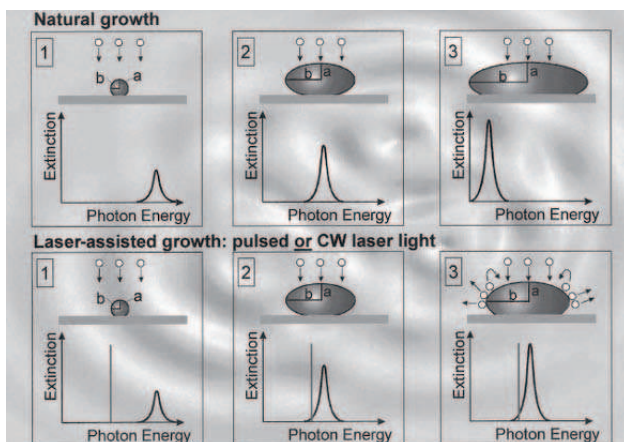 Natural growth
1
b a
Extinction
Photon Energy
2
b a
Extinction
Photon Energy
3
b a
Extinction
Photon Energy
Laser-assisted growth: pulsed or CW laser light
1
b a
Extinction
Photon Energy
2
b a
Extinction
Photon Energy
3
b a
Extinction
Photon Energy